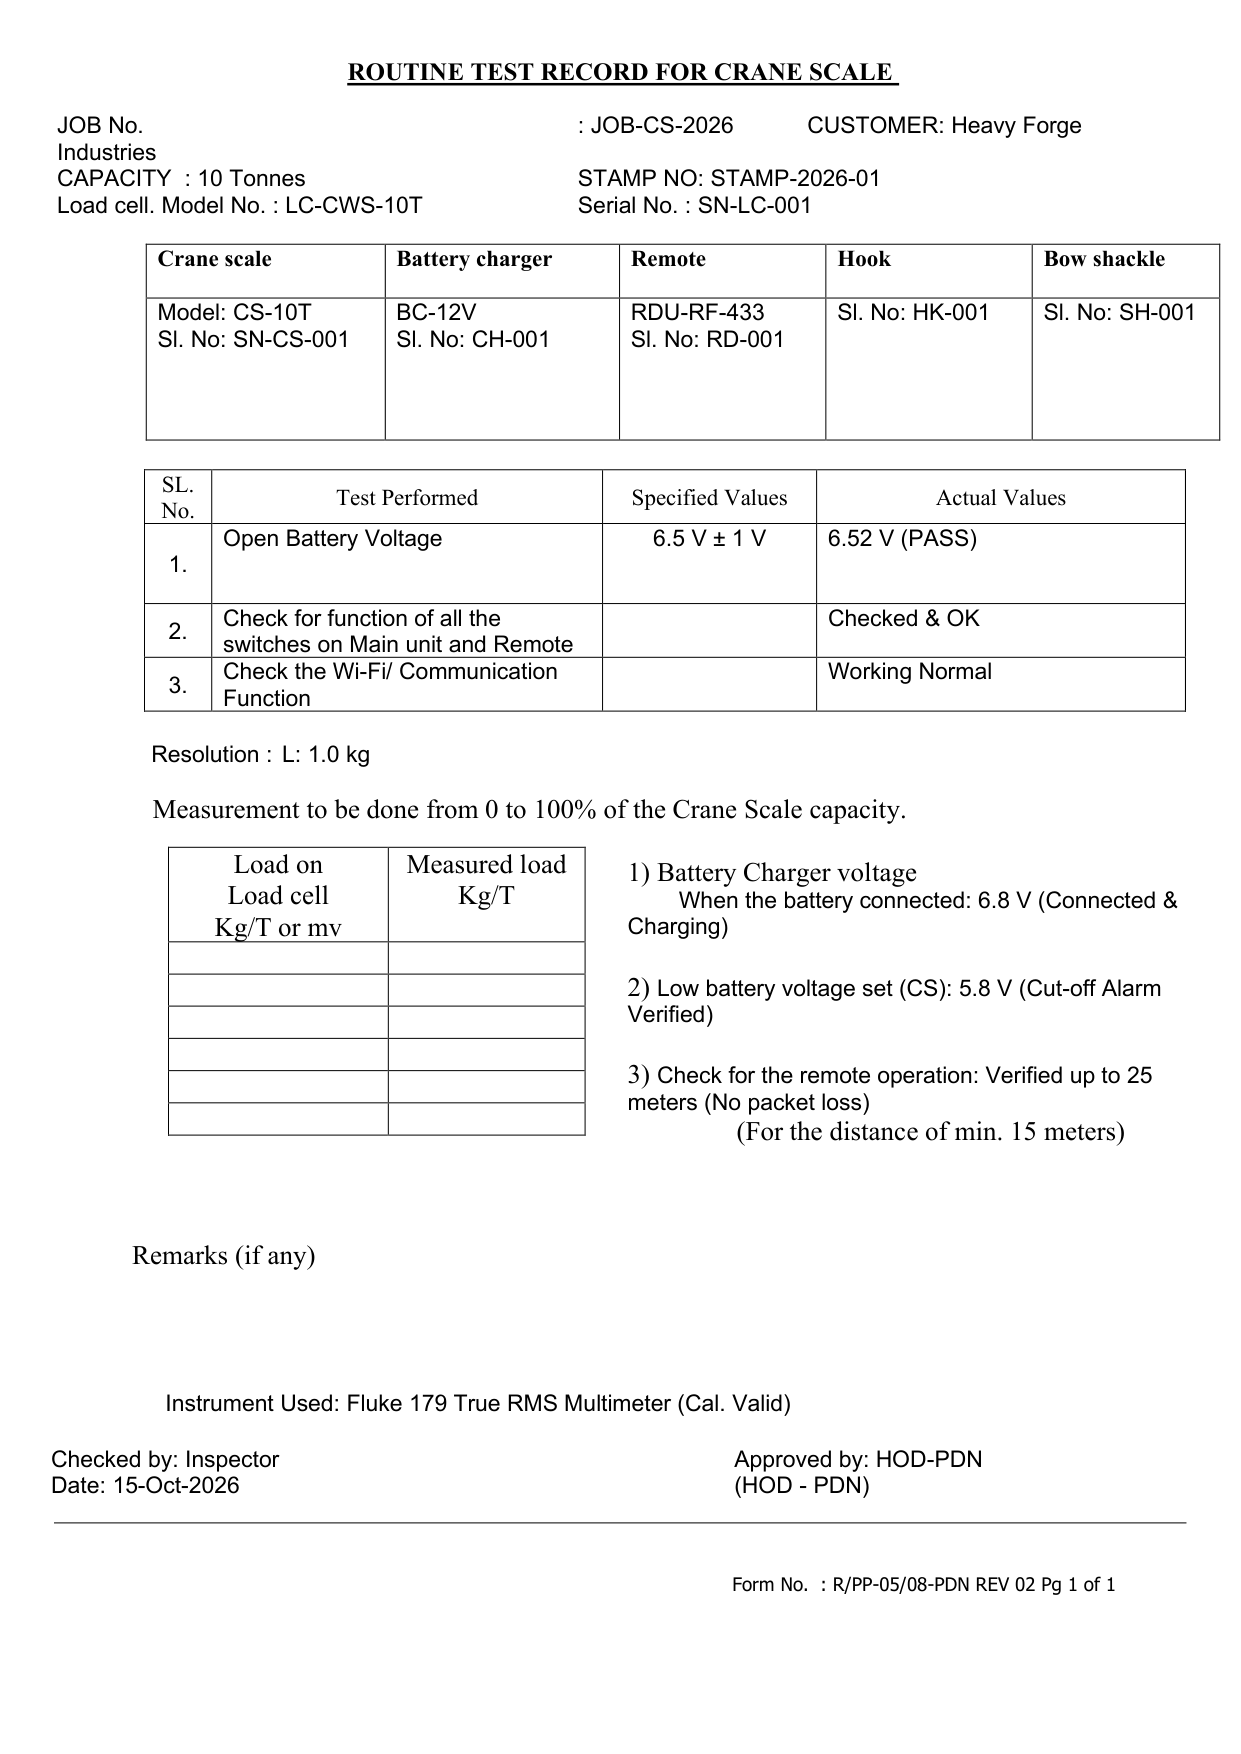 ROUTINE TEST RECORD FOR CRANE SCALE
JOB No. : JOB-CS-2026 CUSTOMER: Heavy Forge
Industries
CAPACITY : 10 Tonnes STAMP NO: STAMP-2026-01
Load cell. Model No. : LC-CWS-10T Serial No. : SN-LC-001
Crane scale Battery charger Remote Hook Bow shackle
Model: CS-10T BC-12V RDU-RF-433 Sl. No: HK-001 Sl. No: SH-001
Sl. No: SN-CS-001 Sl. No: CH-001 Sl. No: RD-001
SL.
No. Test Performed Specified Values Actual Values
1. Open Battery Voltage 6.5 V ± 1 V 6.52 V (PASS)
2. Check for function of all the Checked & OK
switches on Main unit and Remote
3. Check the Wi-Fi/ Communication Working Normal
Function
Resolution : L: 1.0 kg
Measurement to be done from 0 to 100% of the Crane Scale capacity.
Load on Measured load
Load cell Kg/T
Kg/T or mv
1) Battery Charger voltage
When the battery connected: 6.8 V (Connected &
Charging)
2) Low battery voltage set (CS): 5.8 V (Cut-off Alarm
Verified)
3) Check for the remote operation: Verified up to 25
meters (No packet loss)
(For the distance of min. 15 meters)
Remarks (if any)
Instrument Used: Fluke 179 True RMS Multimeter (Cal. Valid)
Checked by: Inspector Approved by: HOD-PDN
Date: 15-Oct-2026 (HOD - PDN)
Form No. : R/PP-05/08-PDN REV 02 Pg 1 of 1